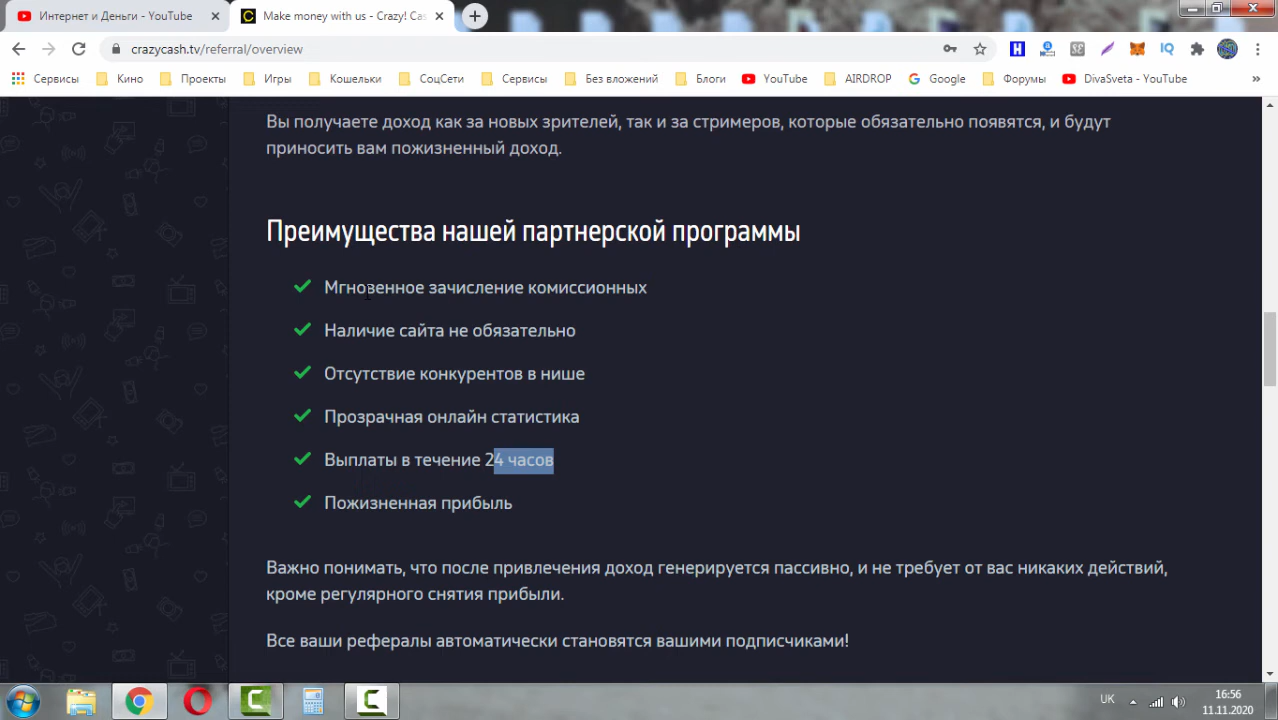 Интернет и Деньги - YouTube
Make money with us - Crazy! Cas
crazycash.tv/referral/overview
Сервисы Кино Проекты Игры Кошельки СоцСети Сервисы Без вложений Блоги YouTube AIRDROP Google Форумы DivaSveta - YouTube
Вы получаете доход как за новых зрителей, так и за стримеров, которые обязательно появятся, и будут
приносить вам пожизненный доход.
Преимущества нашей партнерской программы
Мгновенное зачисление комиссионных
Наличие сайта не обязательно
Отсутствие конкурентов в нише
Прозрачная онлайн статистика
Выплаты в течение 24 часов
Пожизненная прибыль
Важно понимать, что после привлечения доход генерируется пассивно, и не требует от вас никаких действий,
кроме регулярного снятия прибыли.
Все ваши рефералы автоматически становятся вашими подписчиками!
UK
16:56
11.11.2020